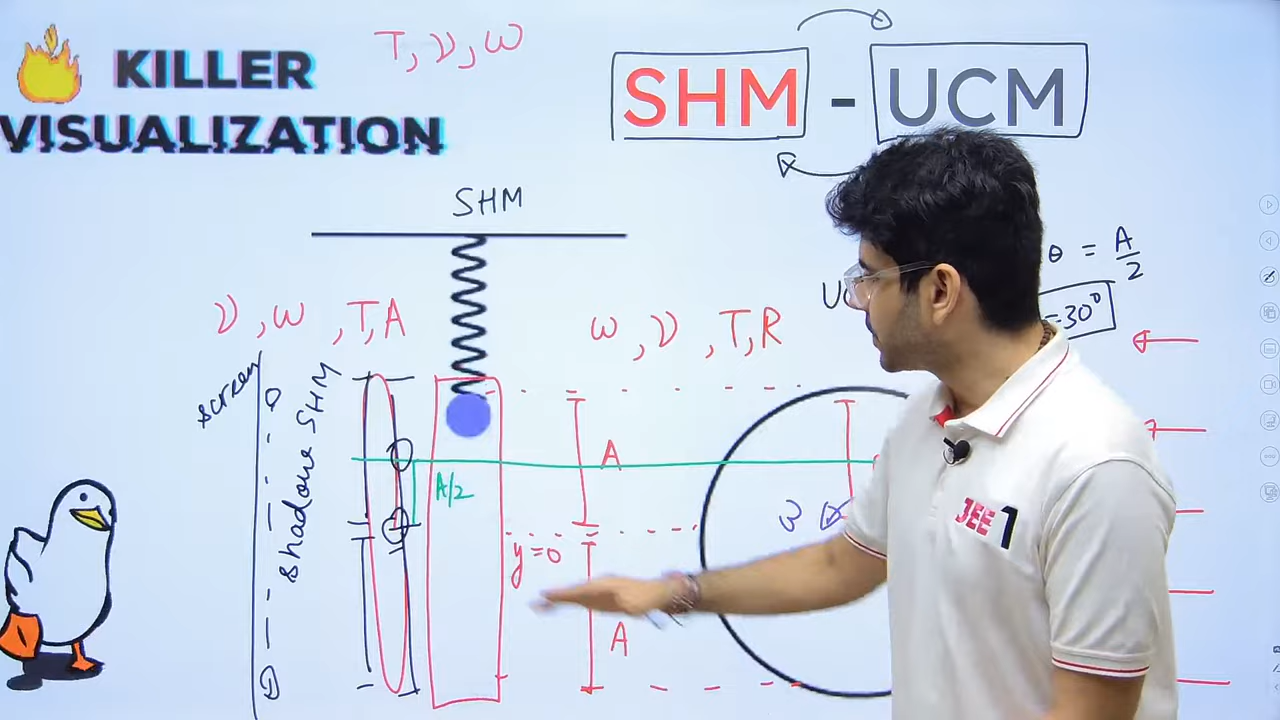 T, ν, ω
KILLER
VISUALIZATION
SHM - UCM
SHM
θ = A/2
=30°
ν, ω, T, A
ω, ν, T, R
screen
shadow SHM
A
A/2
y=0
A
ω
JEE 1